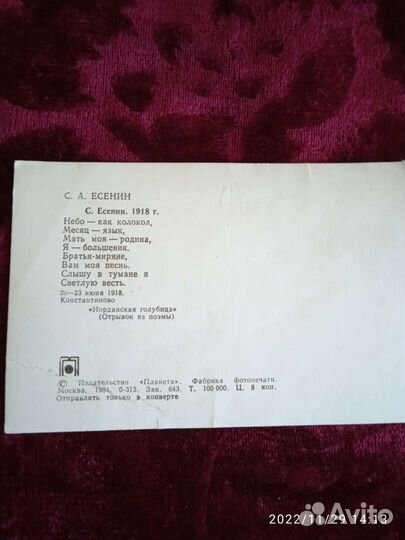 С. А. ЕСЕНИН
С. Есенин. 1918 г.
Небо — как колокол,
Месяц — язык,
Мать моя — родина,
Я — большевик.
Братья-миряне,
Вам моя песнь.
Слышу в тумане я
Светлую весть.
20—23 июня 1918.
Константиново
«Иорданская голубица»
(Отрывок из поэмы)
© Издательство «Планета». Фабрика фотопечати.
Москва, 1984, 0-313. Зак. 643. Т. 100 000. Ц. 8 коп.
Отправлять только в конверте
2022/11/29 14:13
Avito